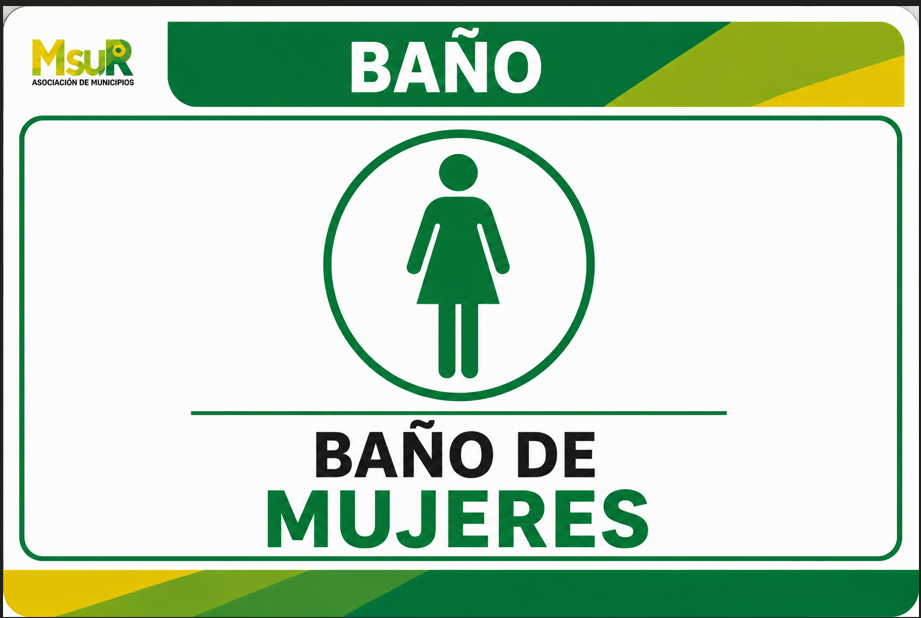 MsuR
ASOCIACIÓN DE MUNICIPIOS
BAÑO
BAÑO DE
MUJERES